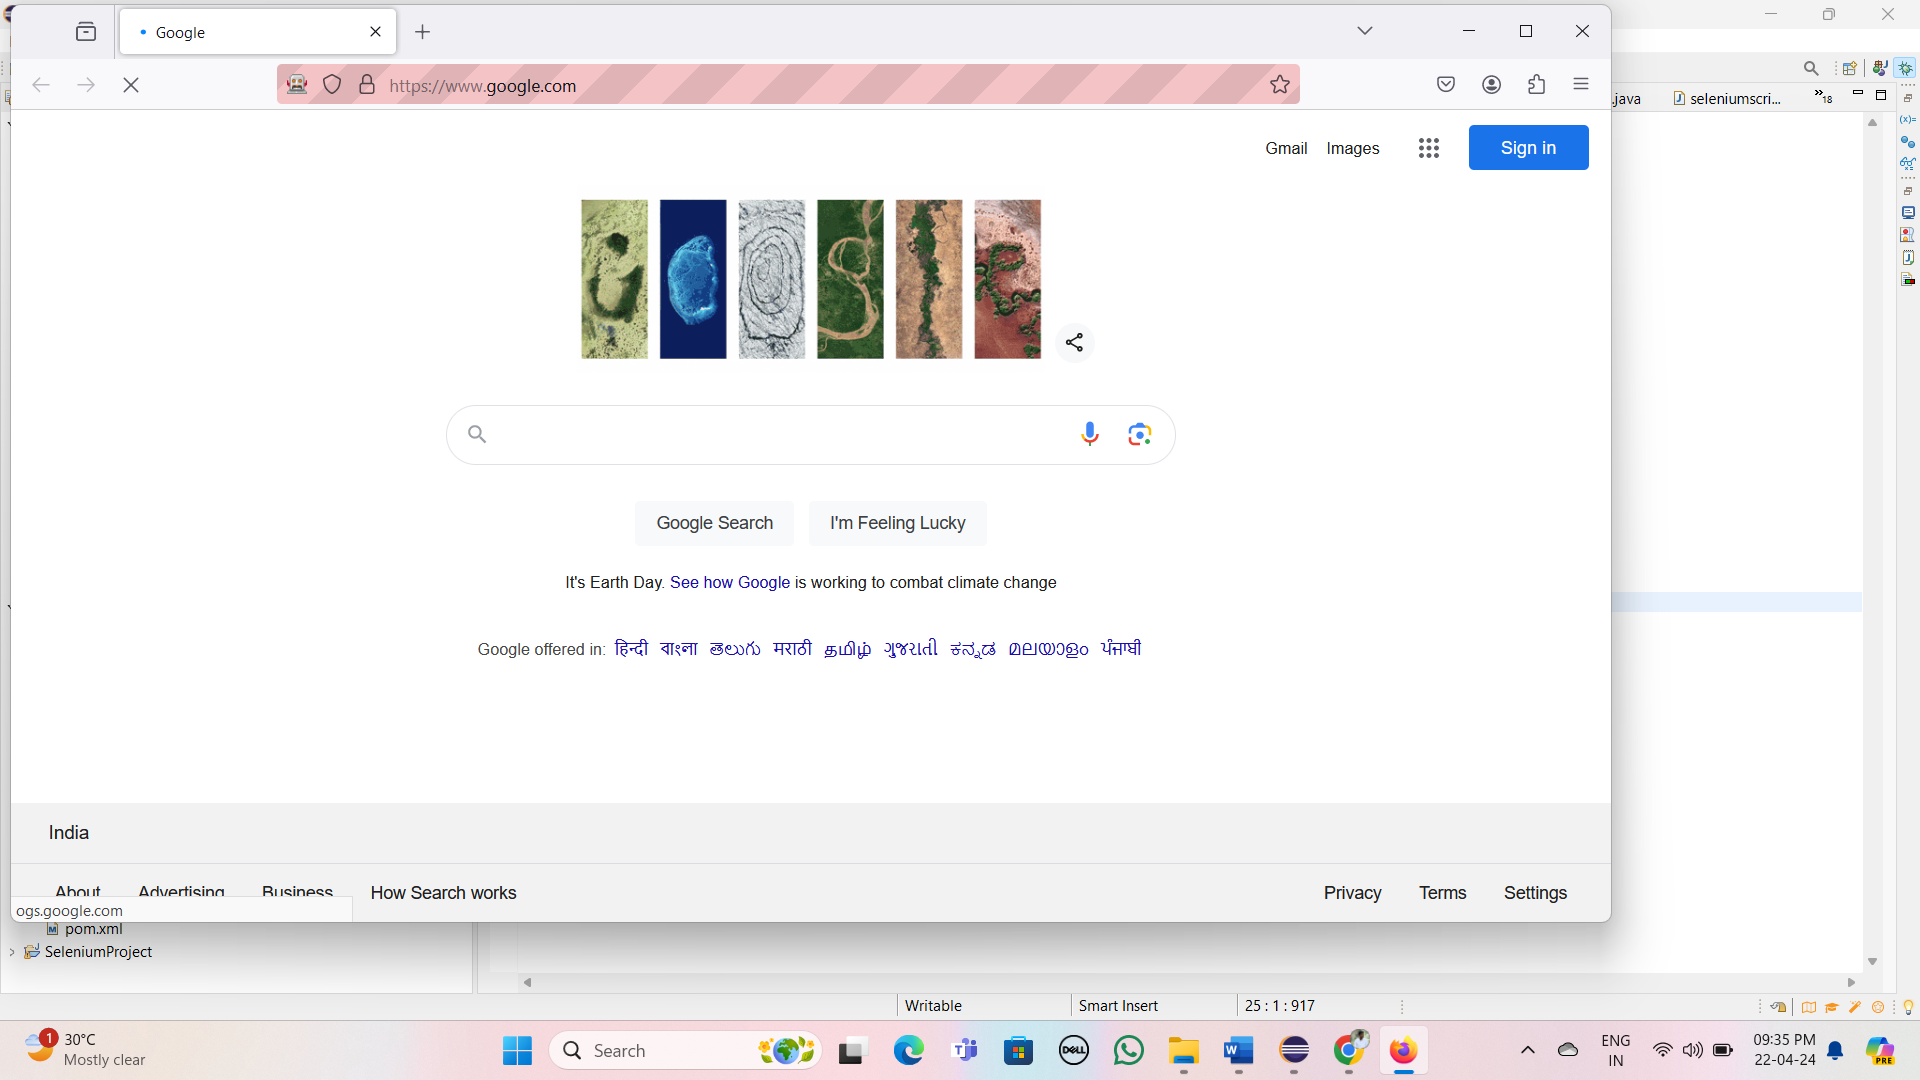 Google
https://www.google.com
.java
seleniumscri...
»18
(x)=
Gmail Images
Sign in
Google Search
I'm Feeling Lucky
It's Earth Day. See how Google is working to combat climate change
Google offered in: हिन्दी বাংলা తెలుగు मराठी தமிழ் ગુજરાતી ಕನ್ನಡ മലയാളം ਪੰਜਾਬੀ
India
About Advertising Business How Search works
Privacy Terms Settings
ogs.google.com
pom.xml
SeleniumProject
Writable
Smart Insert
25 : 1 : 917
1
30°C
Mostly clear
Search
DELL
ENG
IN
09:35 PM
22-04-24
PRE